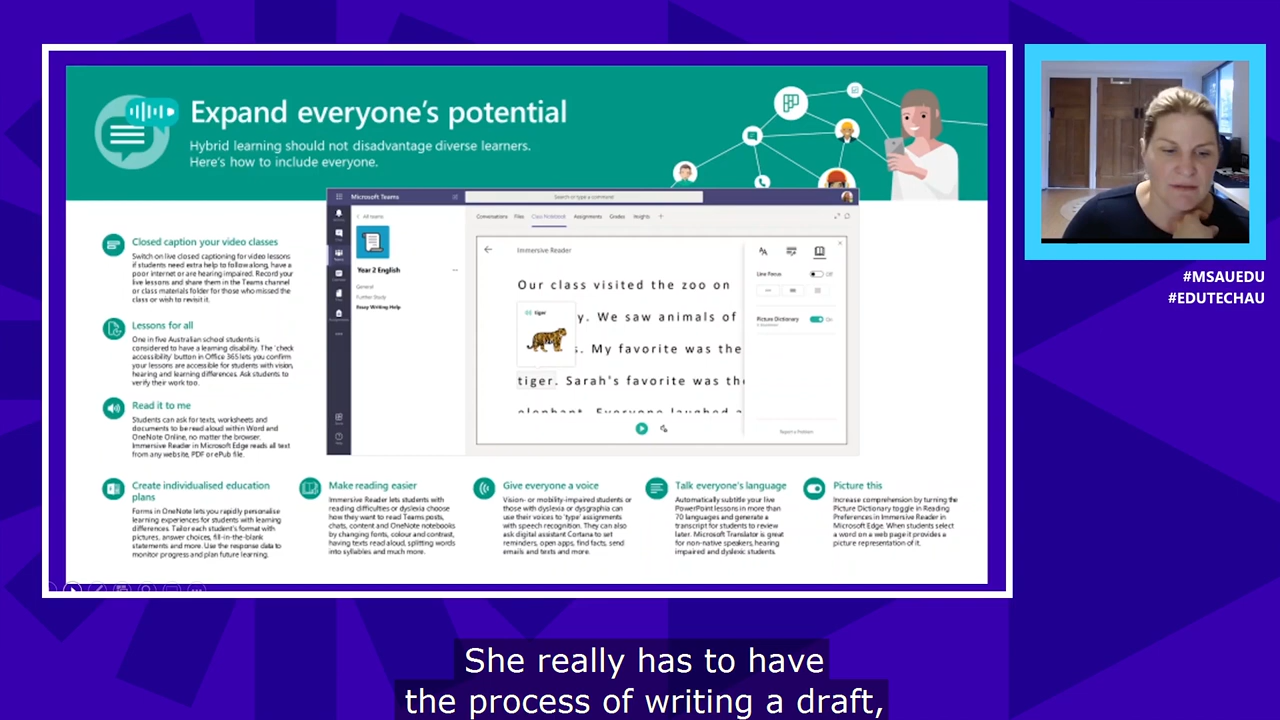 Expand everyone's potential
Hybrid learning should not disadvantage diverse learners.
Here's how to include everyone.
#MSAUEDU
#EDUTECHAU
Microsoft Teams
Search or type a command
All teams
Conversations Files Class Notebook Assignments Grades Insights +
Year 2 English
General
Further Study
Essay Writing Help
Immersive Reader
Our class visited the zoo on
tiger
y. We saw animals of
s. My favorite was the
tiger. Sarah's favorite was the
elephant. Everyone laughed a
Line Focus
Off
Picture Dictionary
On
Report a Problem
Closed caption your video classes
Switch on live closed captioning for video lessons
if students need extra help to follow along, have a
poor internet or are hearing impaired. Record your
live lessons and share them in the Teams channel
or class materials folder for those who missed the
class or wish to revisit it.
Lessons for all
One in five Australian school students is
considered to have a learning disability. The 'check
accessibility' button in Office 365 lets you confirm
your lessons are accessible for students with vision,
hearing and learning differences. Ask students to
verify their work too.
Read it to me
Students can ask for texts, worksheets and
documents to be read aloud within Word and
OneNote Online, no matter the browser.
Immersive Reader in Microsoft Edge reads all text
from any website, PDF or ePub file.
Create individualised education
plans
Forms in OneNote lets you rapidly personalise
learning experiences for students with learning
differences. Tailor each student's format with
pictures, answer choices, fill-in-the-blank
statements and more. Use the response data to
monitor progress and plan future learning.
Make reading easier
Immersive Reader lets students with
reading difficulties or dyslexia choose
how they want to read Teams posts,
chats, content and OneNote notebooks
by changing fonts, colour and contrast,
having texts read aloud, splitting words
into syllables and much more.
Give everyone a voice
Vision- or mobility-impaired students or
those with dyslexia or dysgraphia can
use their voices to 'type' assignments
with speech recognition. They can also
ask digital assistant Cortana to set
reminders, open apps, find facts, send
emails and texts and more.
Talk everyone's language
Automatically subtitle your live
PowerPoint lessons in more than
70 languages and generate a
transcript for students to review
later. Microsoft Translator is great
for non-native speakers, hearing
impaired and dyslexic students.
Picture this
Increase comprehension by turning the
Picture Dictionary toggle in Reading
Preferences in Immersive Reader in
Microsoft Edge. When students select
a word on a web page it provides a
picture representation of it.
She really has to have
the process of writing a draft,